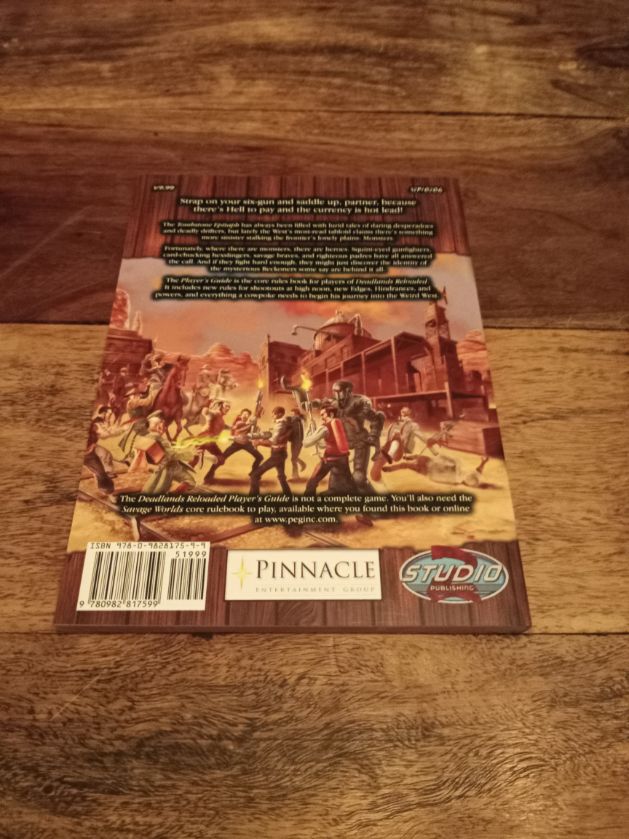 Strap on your six-gun and saddle up, partner, because
there's Hell to pay and the currency is hot lead!
The Tombstone Epitaph has always been filled with lurid tales of daring desperadoes
and deadly drifters, but lately the West's most-read tabloid claims there's something
more sinister stalking the frontier's lonely plains: Monsters.
Fortunately, where there are monsters, there are heroes. Squint-eyed gunfighters,
card-chucking hexslingers, savage braves, and righteous padres have all answered
the call. And if they fight hard enough, they might just discover the identity of
the mysterious Reckoners some say are behind it all.
The Player's Guide is the core rules book for players of Deadlands Reloaded.
It includes new rules for shootouts at high noon, new Edges, Hindrances, and
powers, and everything a cowpoke needs to begin his journey into the Weird West.
The Deadlands Reloaded Player's Guide is not a complete game. You'll also need the
Savage Worlds core rulebook to play, available where you found this book or online
at www.peginc.com.
ISBN 978-0-9828175-9-9
51999
9 780982 817599
PINNACLE
ENTERTAINMENT GROUP
STUDIO
2
PUBLISHING